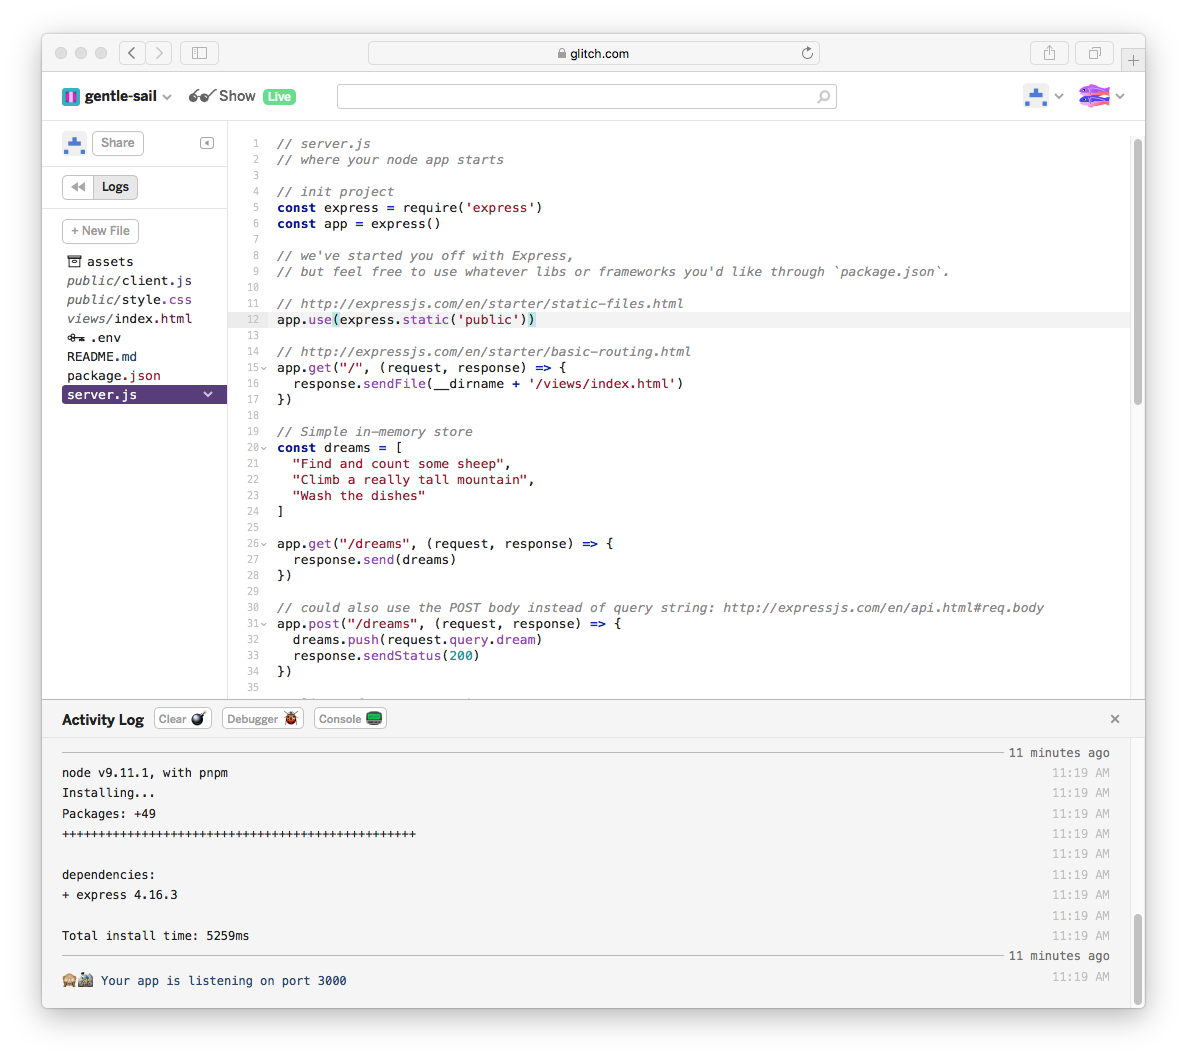 glitch.com
gentle-sail Show Live
Share
Logs
+ New File
assets
public/client.js
public/style.css
views/index.html
.env
README.md
package.json
server.js
1 // server.js
2 // where your node app starts
3
4 // init project
5 const express = require('express')
6 const app = express()
7
8 // we've started you off with Express,
9 // but feel free to use whatever libs or frameworks you'd like through `package.json`.
10
11 // http://expressjs.com/en/starter/static-files.html
12 app.use(express.static('public'))
13
14 // http://expressjs.com/en/starter/basic-routing.html
15 app.get("/", (request, response) => {
16 response.sendFile(__dirname + '/views/index.html')
17 })
18
19 // Simple in-memory store
20 const dreams = [
21 "Find and count some sheep",
22 "Climb a really tall mountain",
23 "Wash the dishes"
24 ]
25
26 app.get("/dreams", (request, response) => {
27 response.send(dreams)
28 })
29
30 // could also use the POST body instead of query string: http://expressjs.com/en/api.html#req.body
31 app.post("/dreams", (request, response) => {
32 dreams.push(request.query.dream)
33 response.sendStatus(200)
34 })
35
Activity Log Clear Debugger Console
11 minutes ago
node v9.11.1, with pnpm 11:19 AM
Installing... 11:19 AM
Packages: +49 11:19 AM
+++++++++++++++++++++++++++++++++++++++++++++++++ 11:19 AM
11:19 AM
dependencies: 11:19 AM
+ express 4.16.3 11:19 AM
11:19 AM
Total install time: 5259ms 11:19 AM
11 minutes ago
Your app is listening on port 3000 11:19 AM